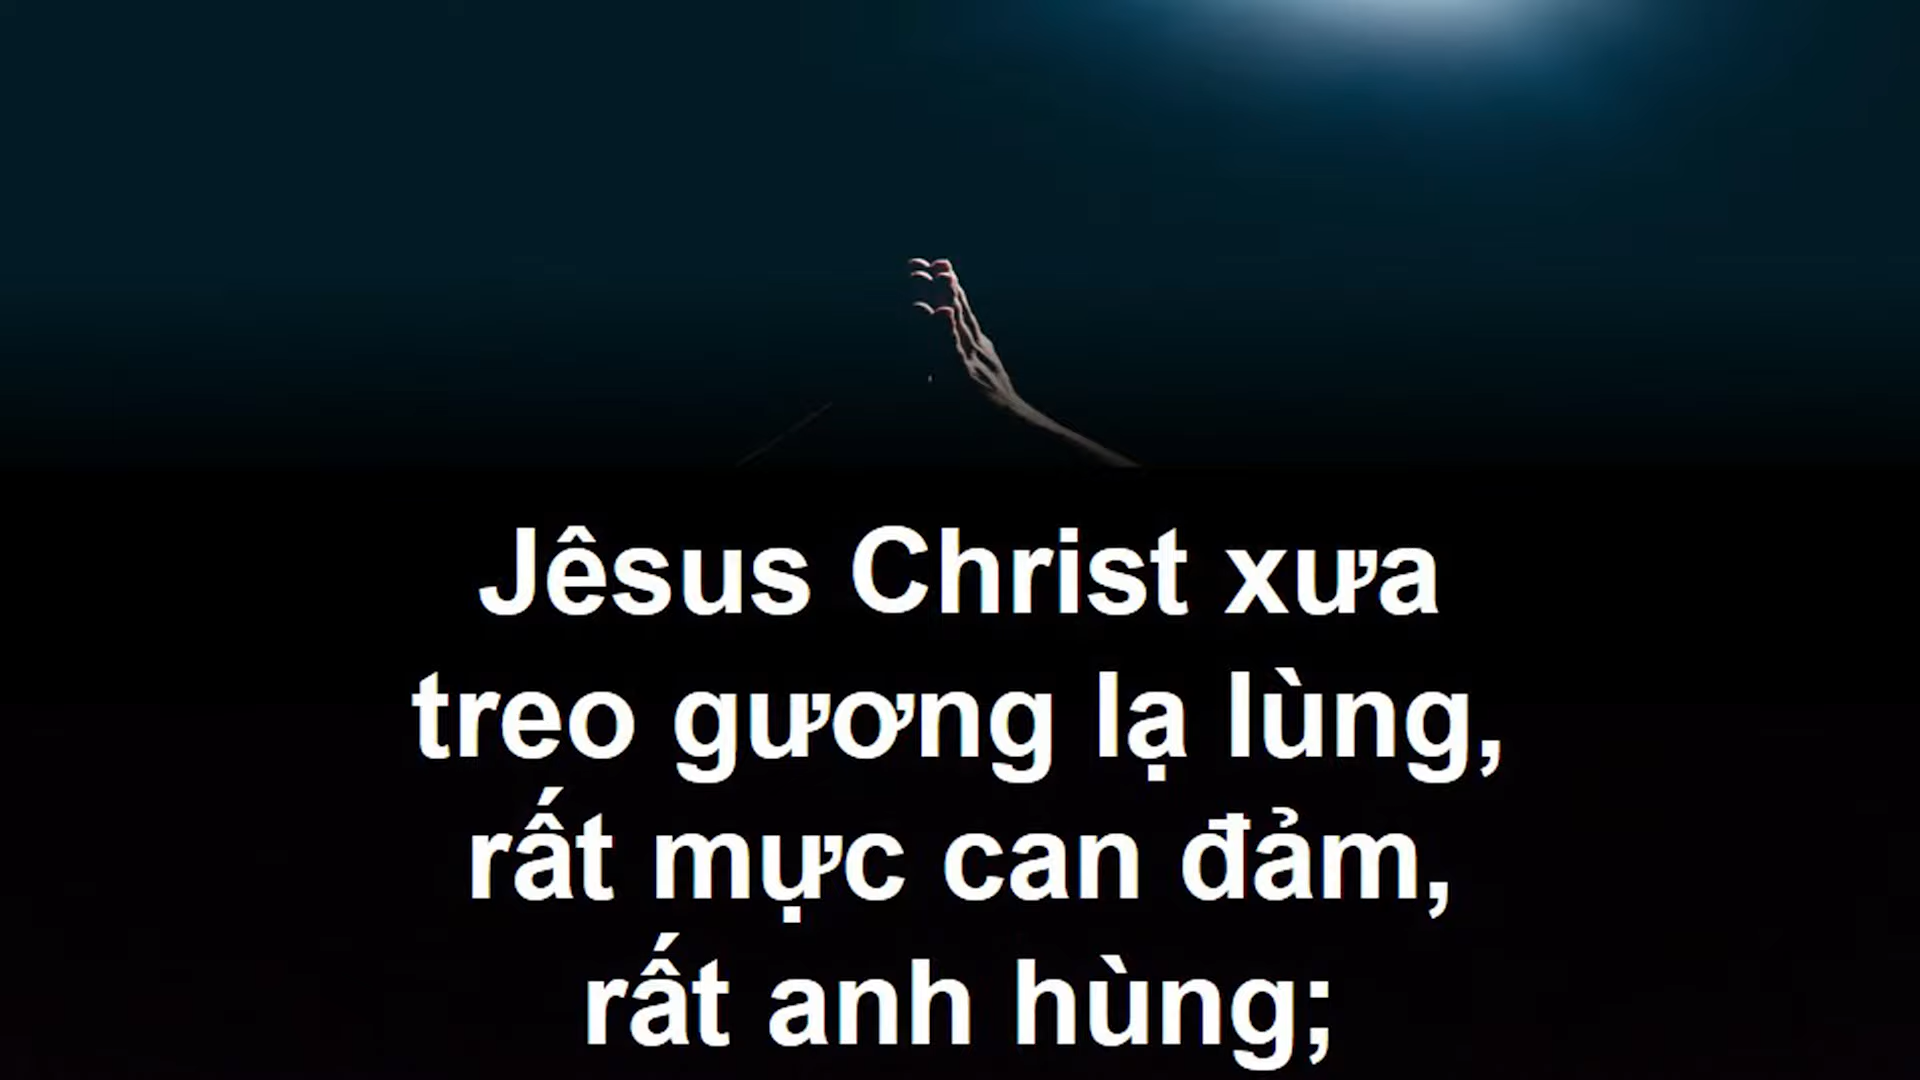 Jêsus Christ xưa
treo gương lạ lùng,
rất mực can đảm,
rất anh hùng;